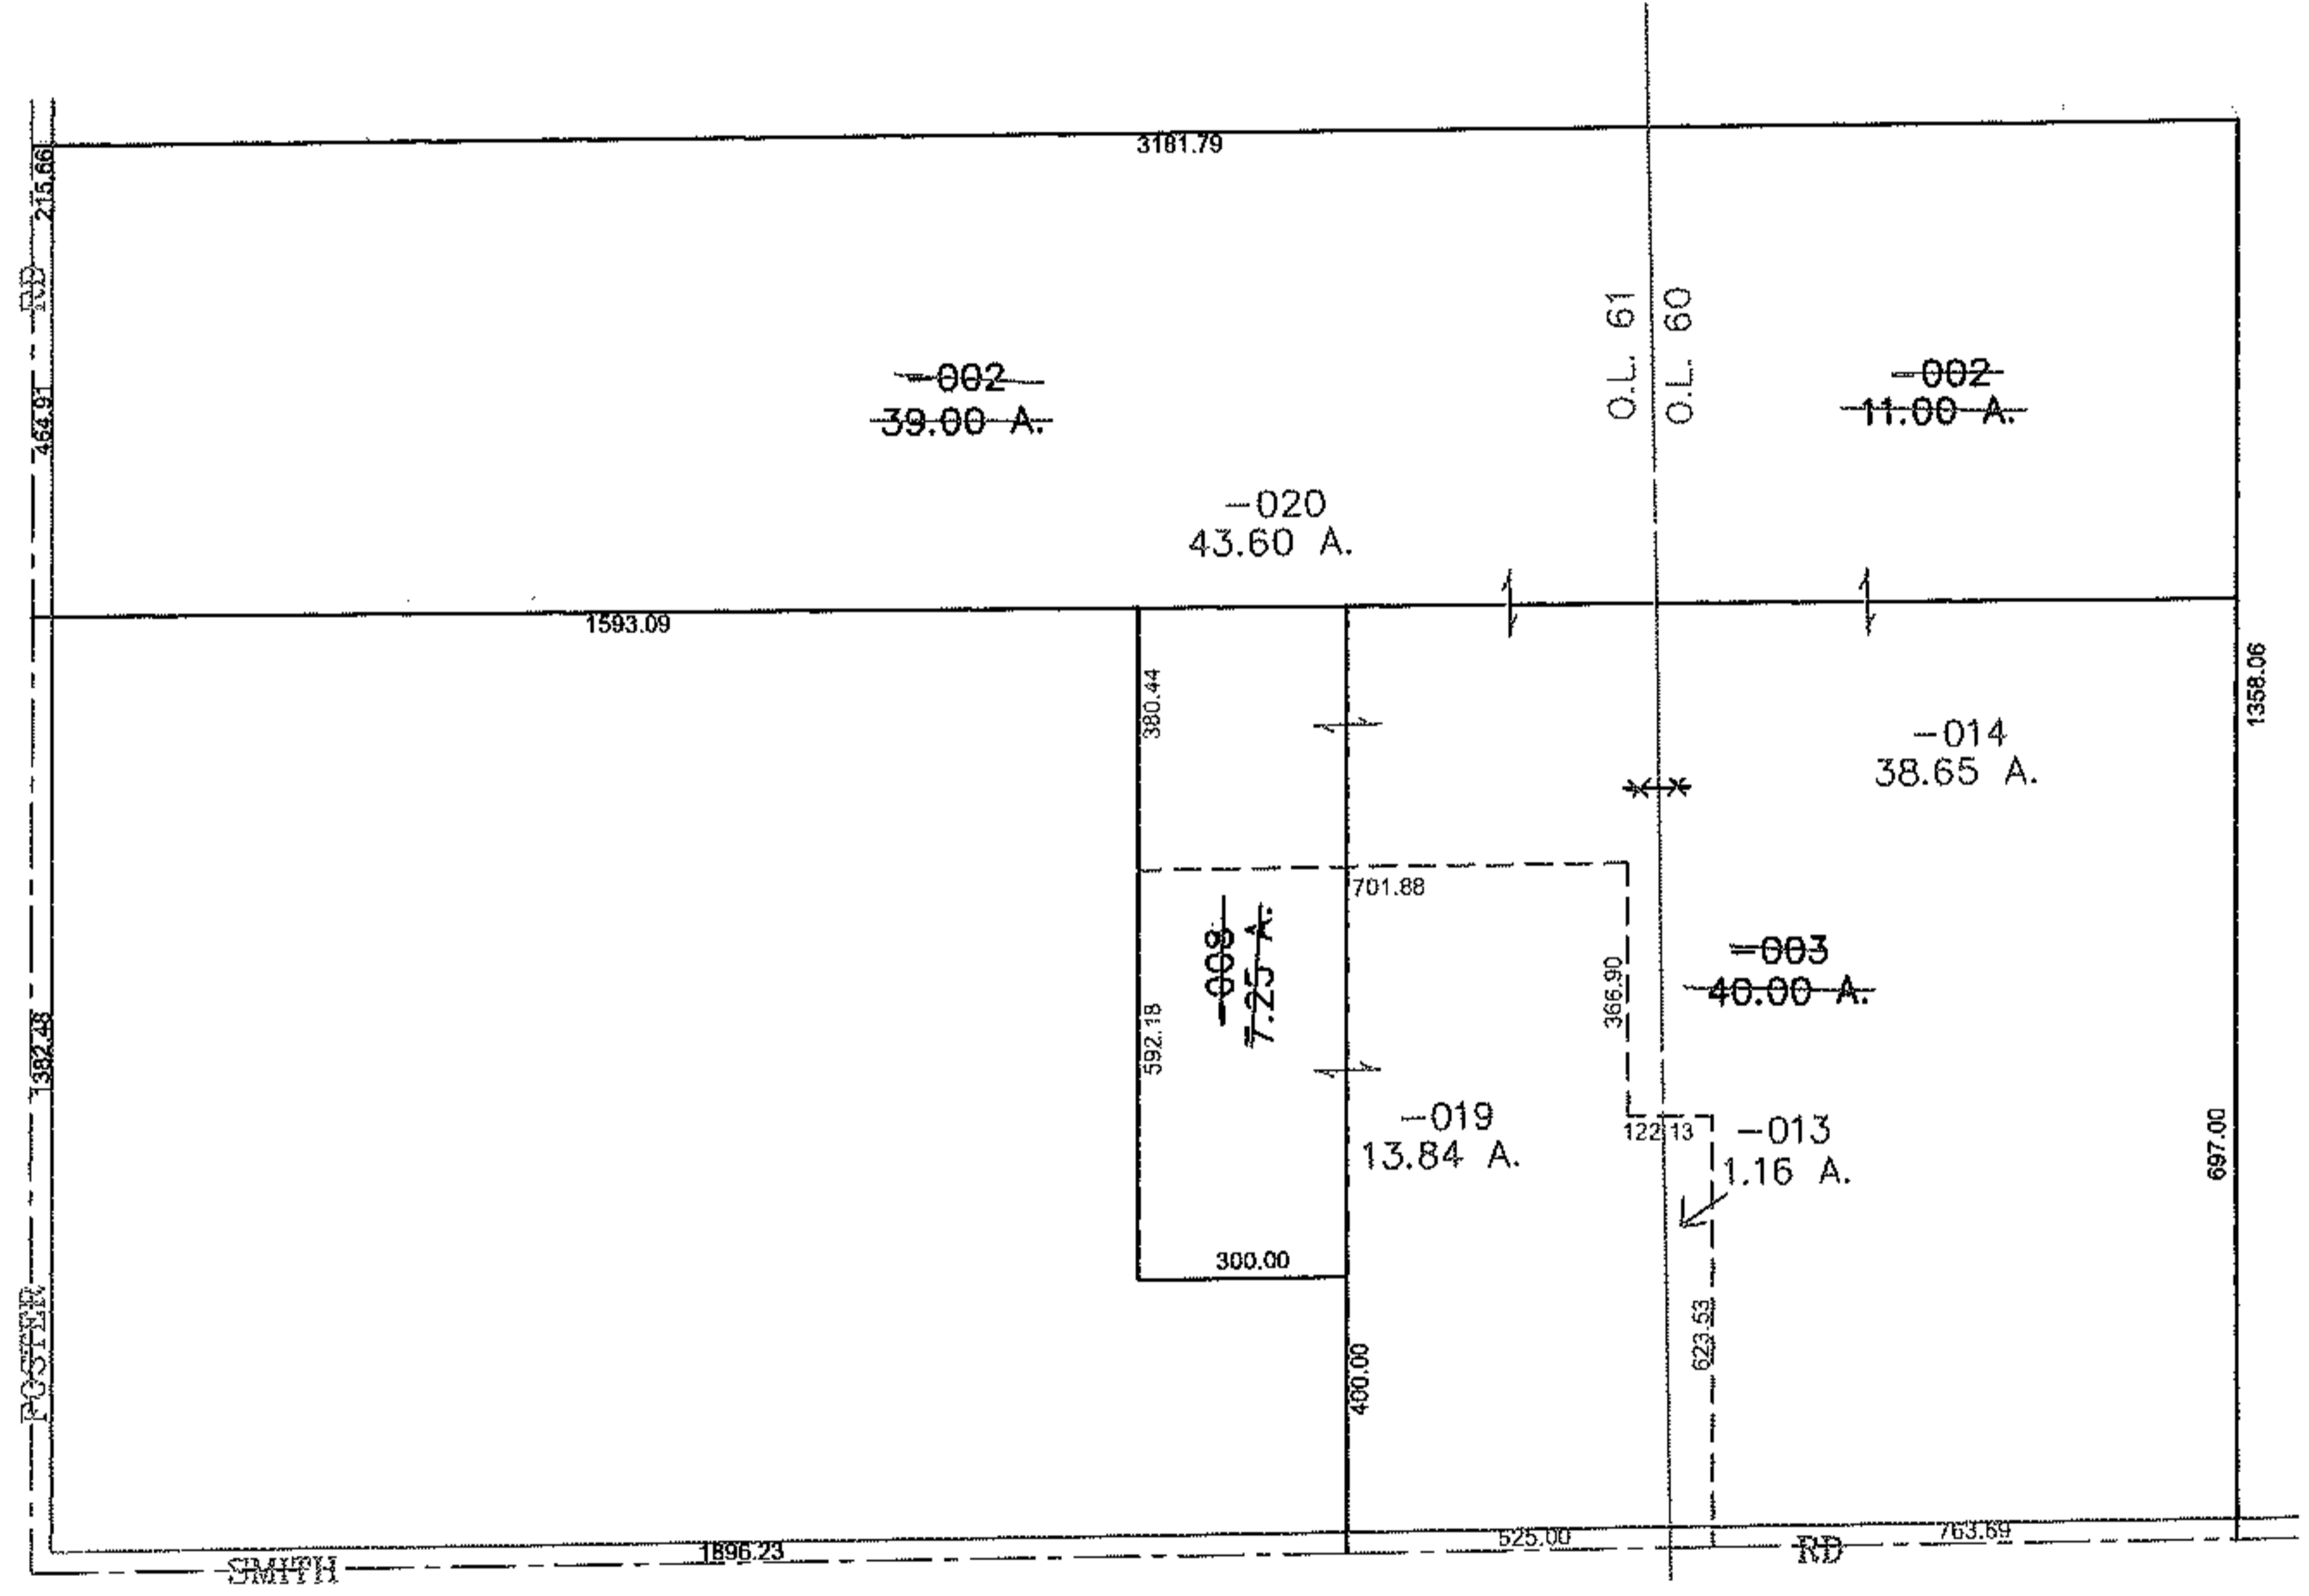 3181.79
215.66
RD
464.91
O.L. 61
O.L. 60
-002
39.00 A.
-002
11.00 A.
-020
43.60 A.
1593.09
380.44
1358.06
-014
38.65 A.
701.88
-008
7.25 A.
366.90
-003
40.00 A.
592.18
1382.48
-019
13.84 A.
122.13
-013
1.16 A.
697.00
300.00
623.53
FOSTER
400.00
1896.23
525.00
763.69
SMITH
RD